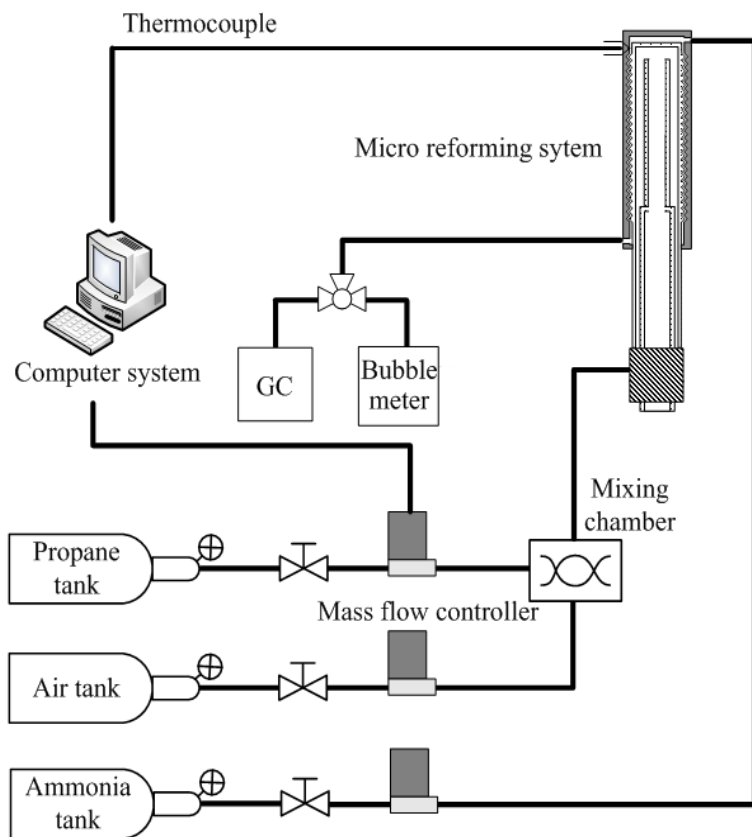 Thermocouple
Micro reforming sytem
Computer system
GC
Bubble
meter
Mixing
chamber
Propane
tank
Mass flow controller
Air tank
Ammonia
tank